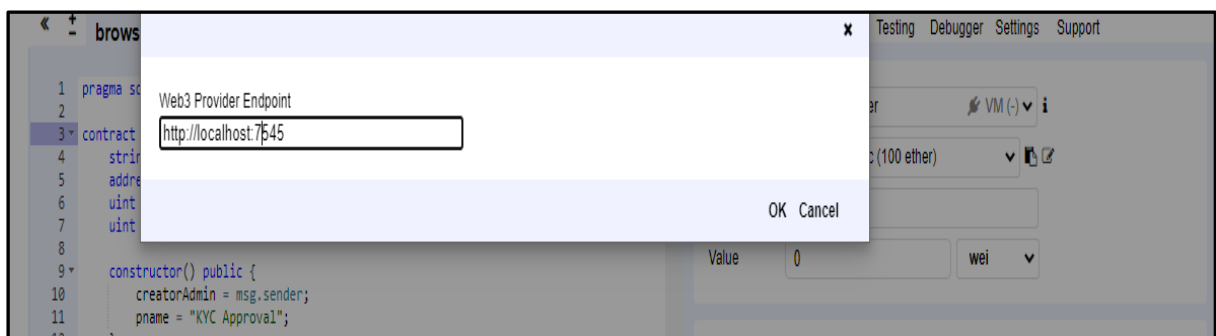 « + - brows x Testing Debugger Settings Support
1 pragma so
2 Web3 Provider Endpoint er VM (-) i
3 contract http://localhost:7545
4 strin c (100 ether)
5 addre
6 uint OK Cancel
7 uint
8 Value 0 wei
9 constructor() public {
10 creatorAdmin = msg.sender;
11 pname = "KYC Approval";